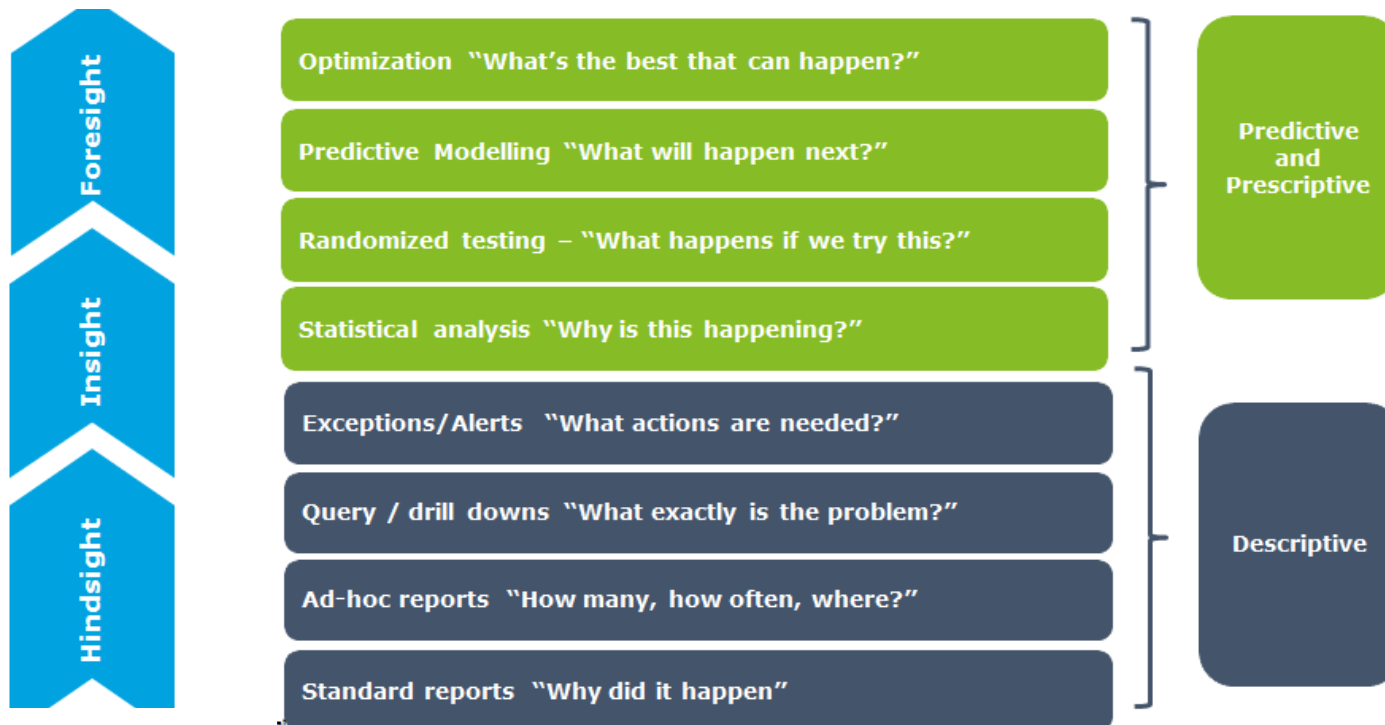 Foresight
Insight
Hindsight
Optimization “What’s the best that can happen?”
Predictive Modelling “What will happen next?”
Randomized testing – “What happens if we try this?”
Statistical analysis “Why is this happening?”
Exceptions/Alerts “What actions are needed?”
Query / drill downs “What exactly is the problem?”
Ad-hoc reports “How many, how often, where?”
Standard reports “Why did it happen”
Predictive
and
Prescriptive
Descriptive